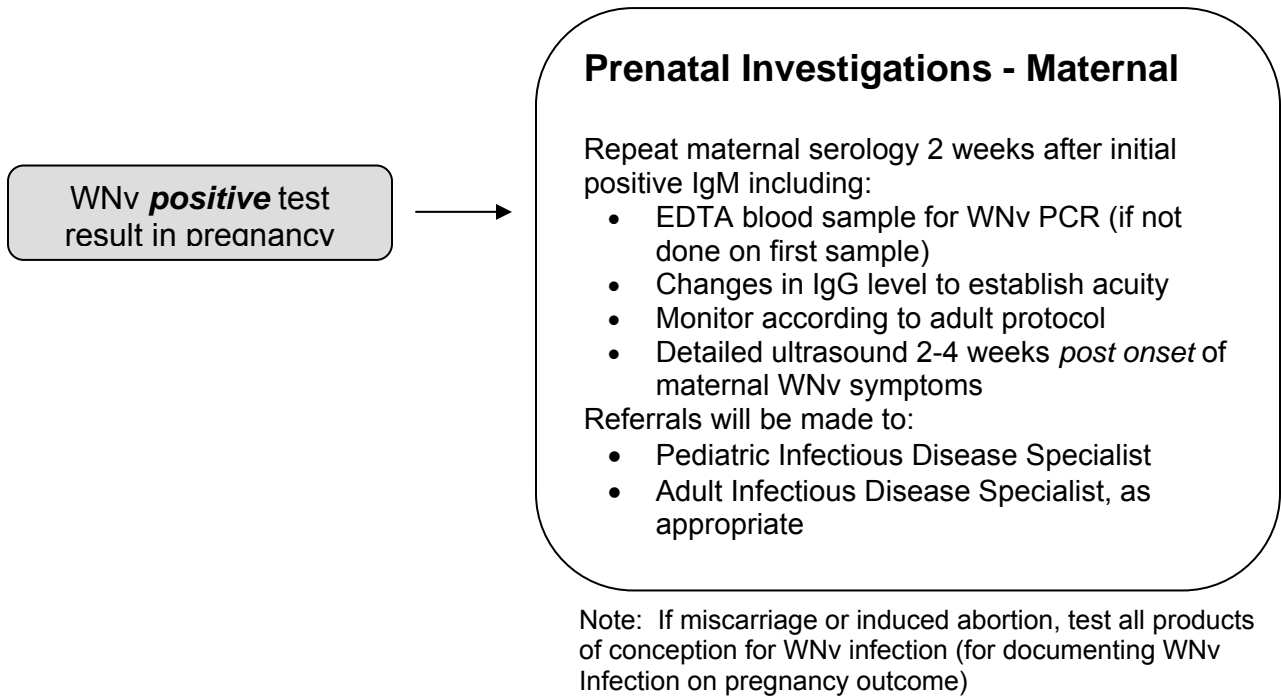 WNv positive test
result in pregnancy
Prenatal Investigations - Maternal
Repeat maternal serology 2 weeks after initial
positive IgM including:
• EDTA blood sample for WNv PCR (if not
done on first sample)
• Changes in IgG level to establish acuity
• Monitor according to adult protocol
• Detailed ultrasound 2-4 weeks post onset of
maternal WNv symptoms
Referrals will be made to:
• Pediatric Infectious Disease Specialist
• Adult Infectious Disease Specialist, as
appropriate
Note: If miscarriage or induced abortion, test all products
of conception for WNv infection (for documenting WNv
Infection on pregnancy outcome)